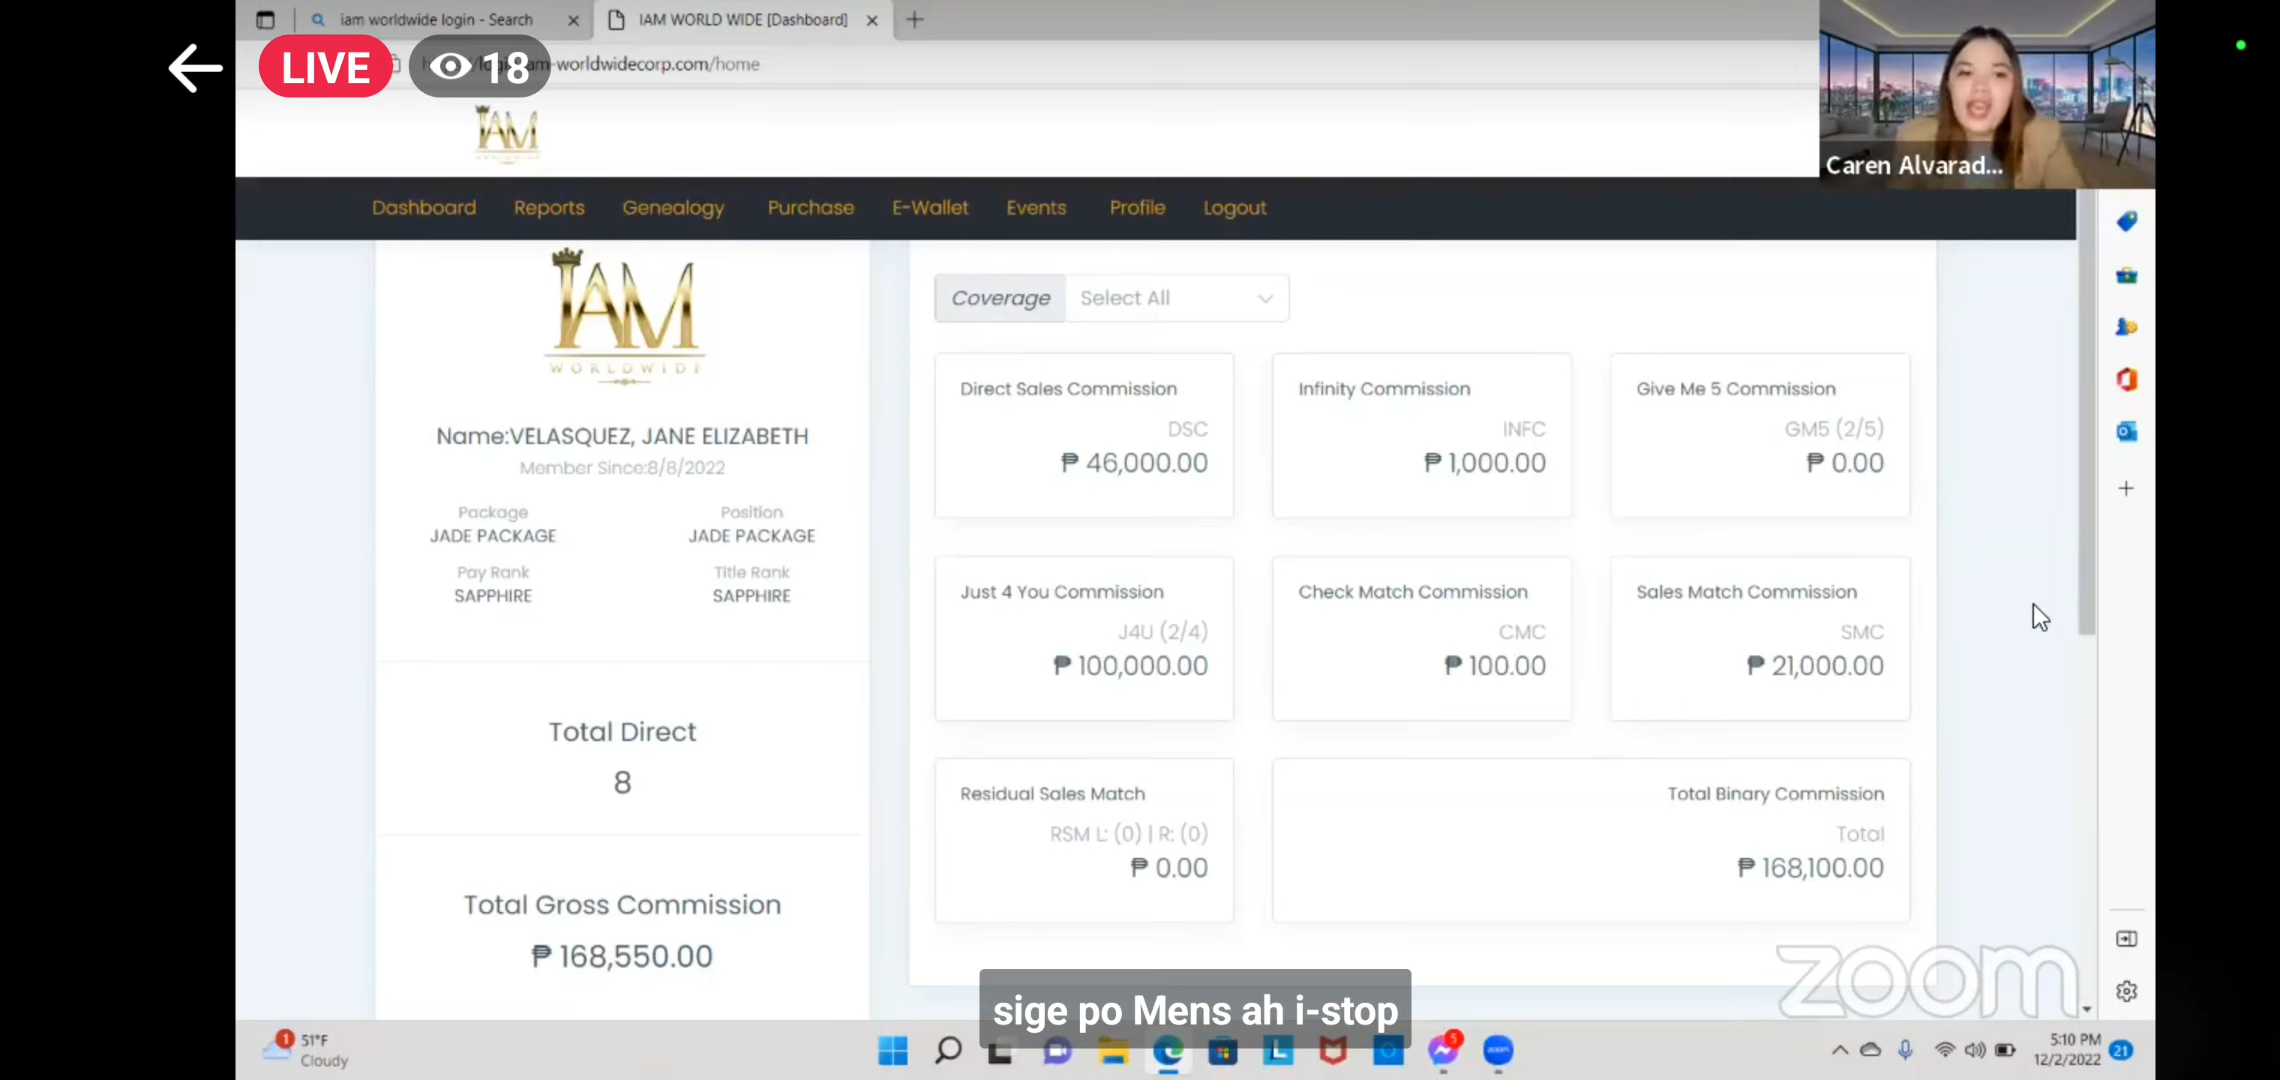 iam worldwide login - Search
IAM WORLD WIDE [Dashboard]
LIVE
18
am-worldwidecorp.com/home
IAM
Caren Alvarad...
Dashboard
Reports
Genealogy
Purchase
E-Wallet
Events
Profile
Logout
IAM
WORLDWIDE
Name:VELASQUEZ, JANE ELIZABETH
Member Since:8/8/2022
Package
Position
JADE PACKAGE
JADE PACKAGE
Pay Rank
Title Rank
SAPPHIRE
SAPPHIRE
Total Direct
8
Total Gross Commission
₱ 168,550.00
Coverage
Select All
Direct Sales Commission
DSC
₱ 46,000.00
Infinity Commission
INFC
₱ 1,000.00
Give Me 5 Commission
GM5 (2/5)
₱ 0.00
Just 4 You Commission
J4U (2/4)
₱ 100,000.00
Check Match Commission
CMC
₱ 100.00
Sales Match Commission
SMC
₱ 21,000.00
Residual Sales Match
RSM L: (0) | R: (0)
₱ 0.00
Total Binary Commission
Total
₱ 168,100.00
zoom
sige po Mens ah i-stop
1
51°F
Cloudy
5
zoom
5:10 PM
12/2/2022
21